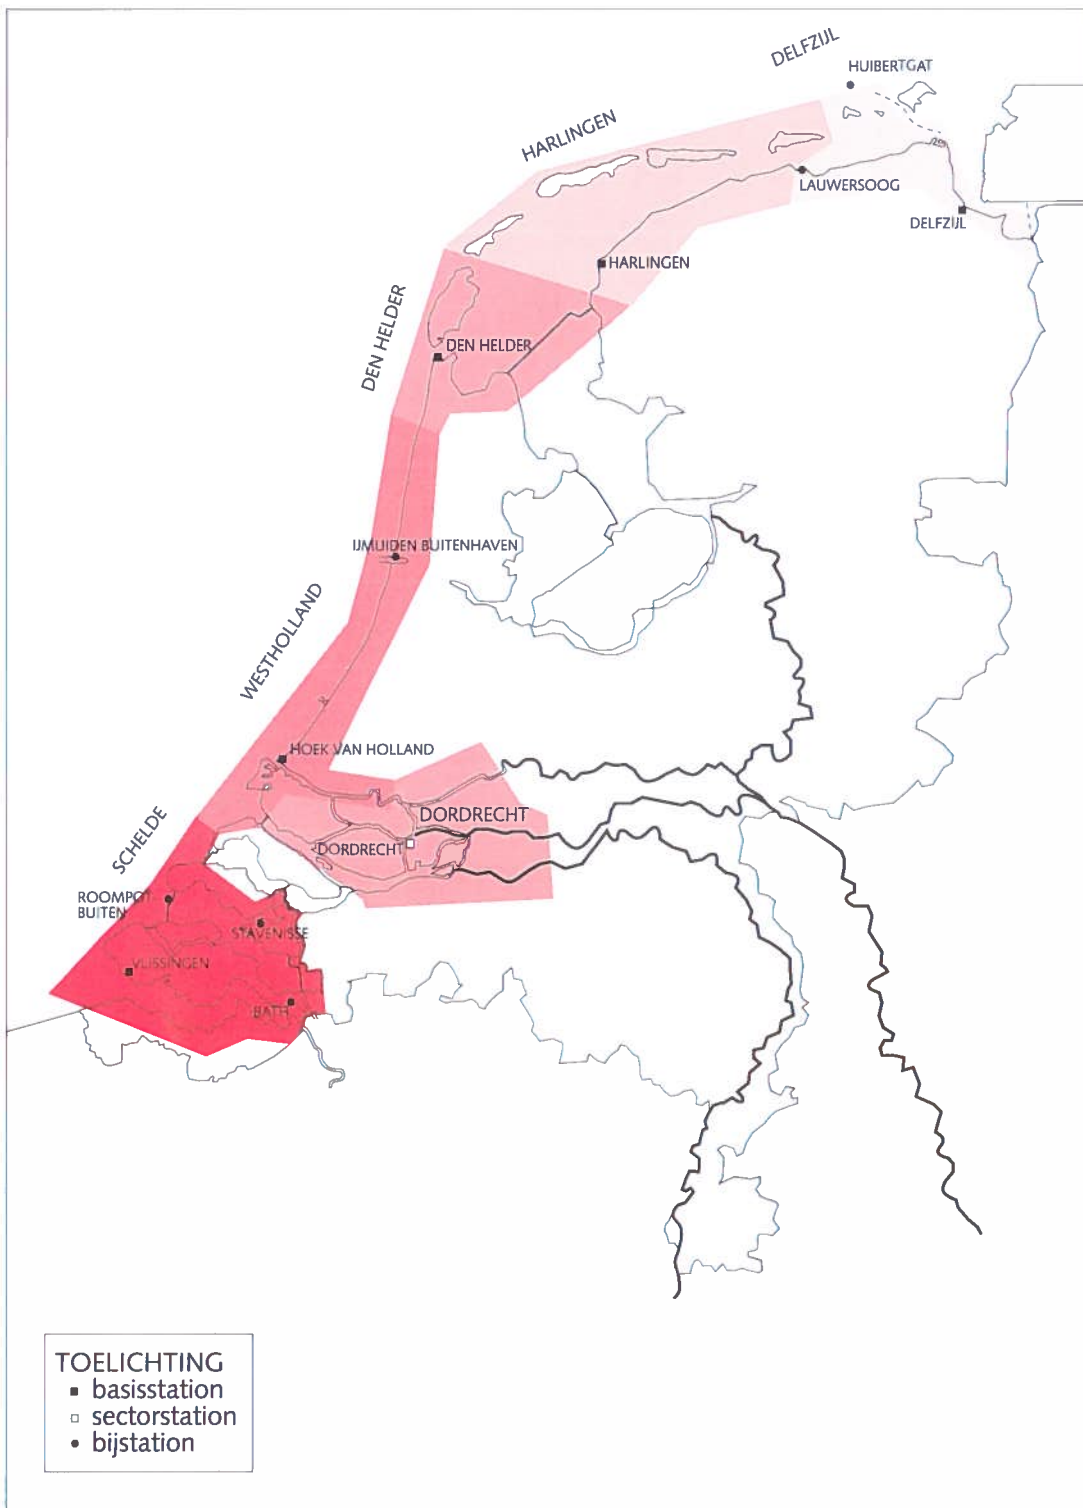 DELFZIJL
HUIBERTGAT
HARLINGEN
LAUWERSOOG
DELFZIJL
HARLINGEN
DEN HELDER
DEN HELDER
IJMUIDEN BUITENHAVEN
WESTHOLLAND
HOEK VAN HOLLAND
SCHELDE
DORDRECHT
DORDRECHT
ROOMPOT
BUITEN
STAVENISSE
VLISSINGEN
BATH
TOELICHTING
basisstation
sectorstation
bijstation